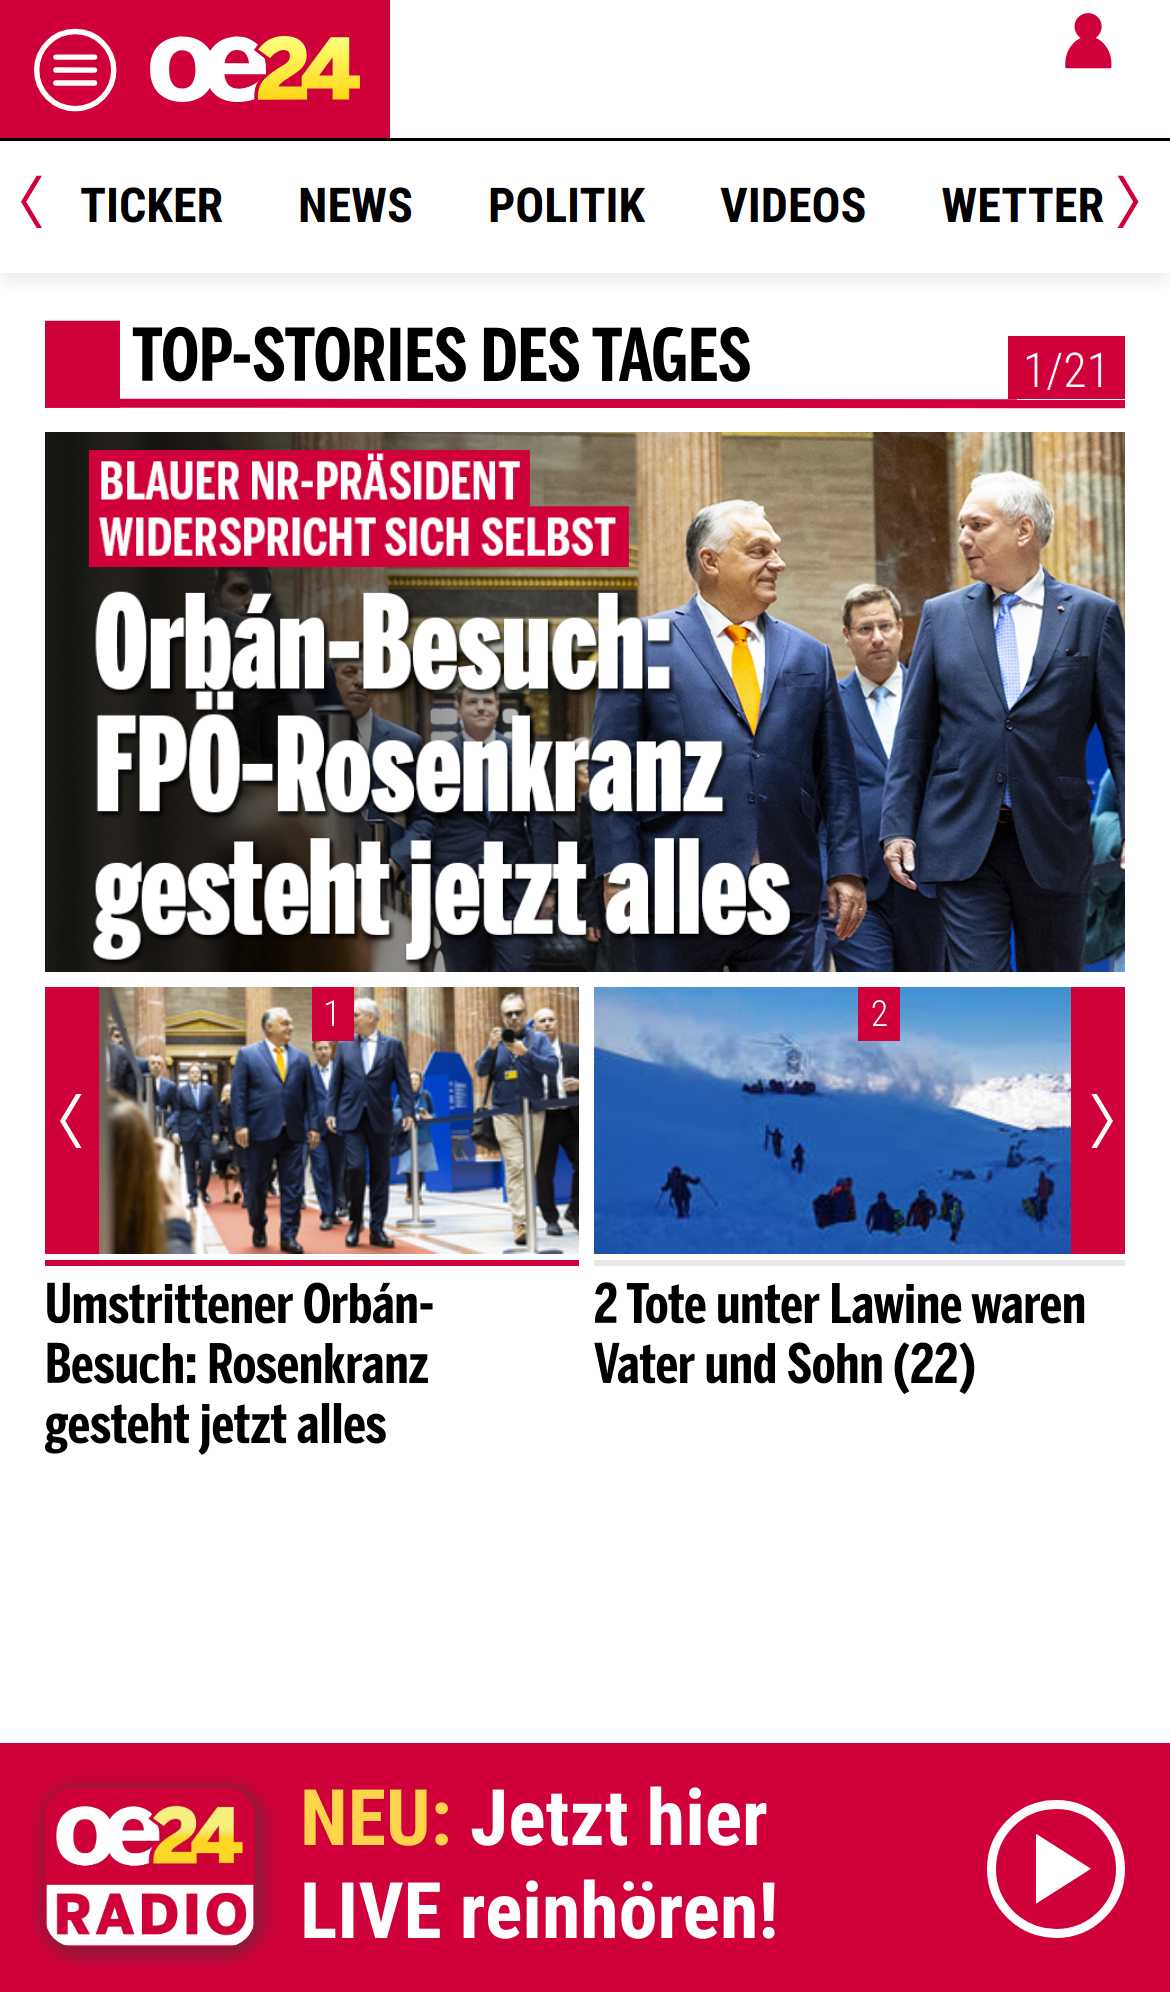 oe24
TICKER NEWS POLITIK VIDEOS WETTER
TOP-STORIES DES TAGES
1/21
BLAUER NR-PRÄSIDENT
WIDERSPRICHT SICH SELBST
Orbán-Besuch:
FPÖ-Rosenkranz
gesteht jetzt alles
1
2
Umstrittener Orbán-
Besuch: Rosenkranz
gesteht jetzt alles
2 Tote unter Lawine waren
Vater und Sohn (22)
oe24
RADIO
NEU: Jetzt hier
LIVE reinhören!